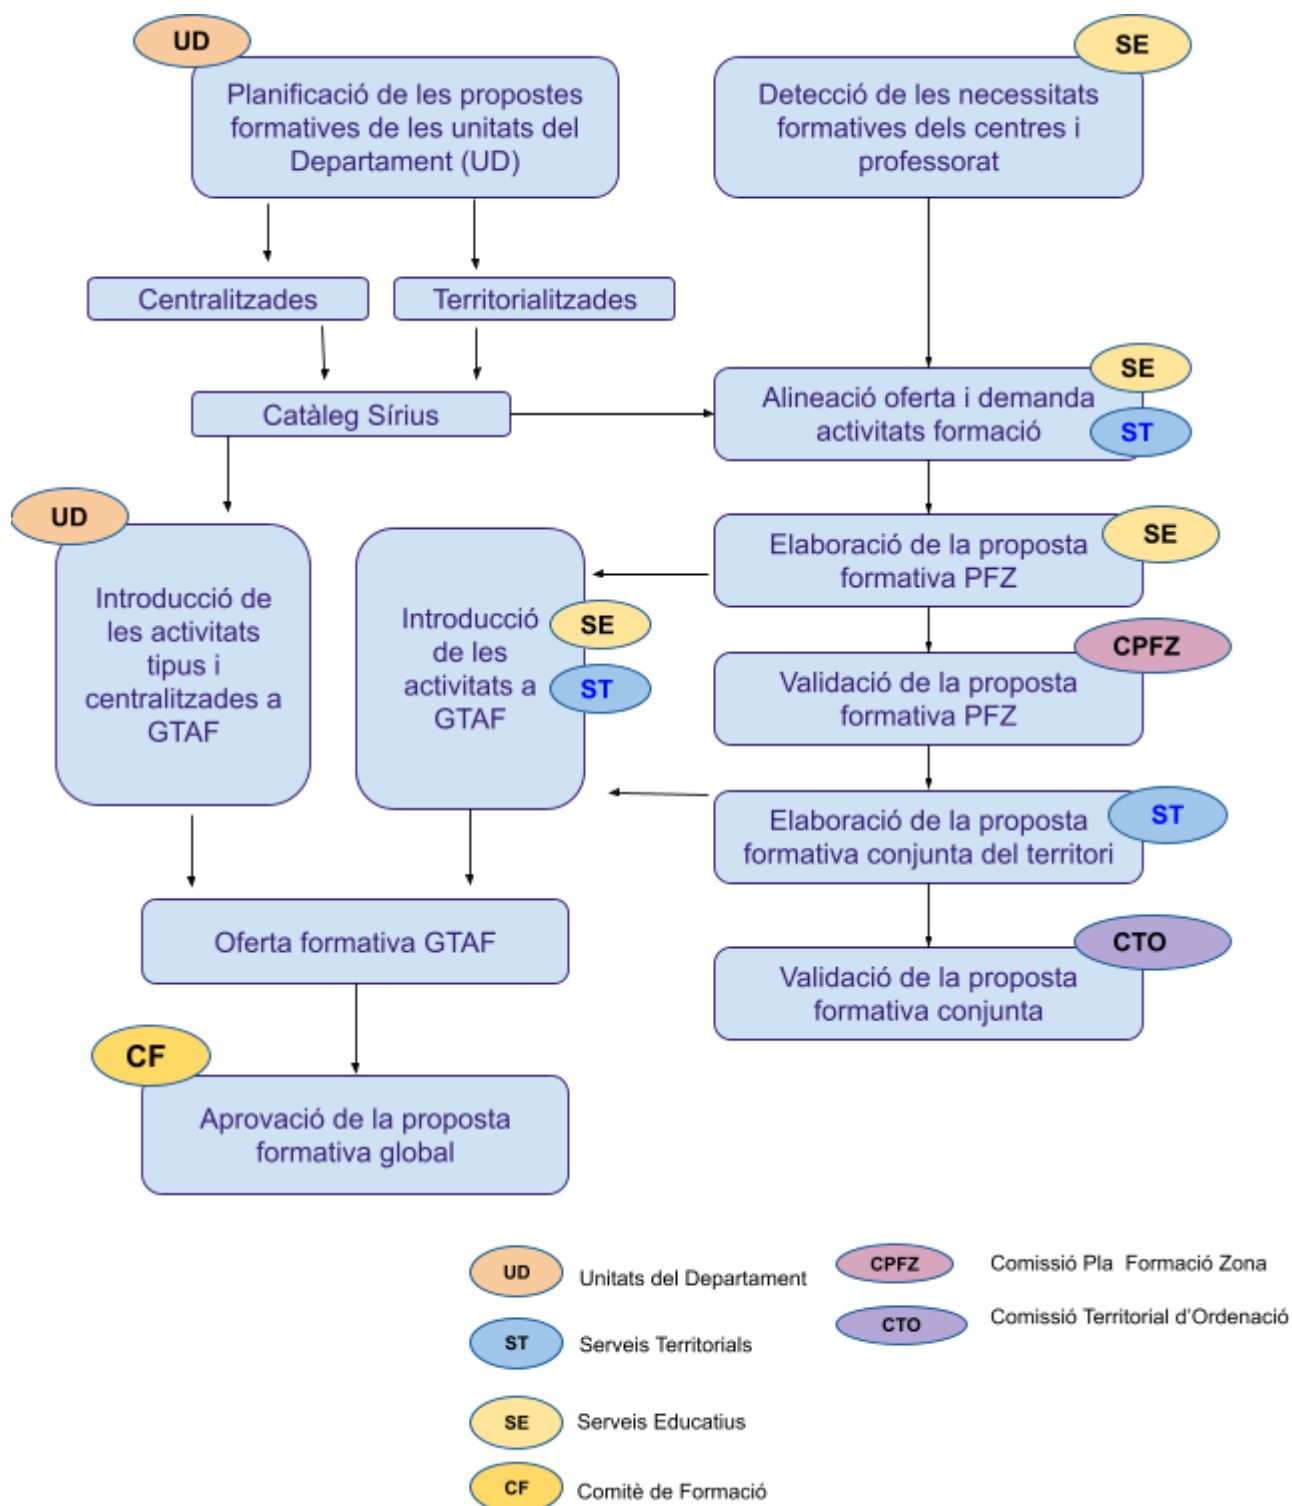 UD
Planificació de les propostes
formatives de les unitats del
Departament (UD)
SE
Detecció de les necessitats
formatives dels centres i
professorat
Centralitzades
Territorialitzades
Catàleg Sírius
SE
Alineació oferta i demanda
activitats formació
ST
UD
Introducció de
les activitats
tipus i
centralitzades a
GTAF
Introducció
de les
activitats a
GTAF
SE
ST
SE
Elaboració de la proposta
formativa PFZ
CPFZ
Validació de la proposta
formativa PFZ
ST
Elaboració de la proposta
formativa conjunta del territori
CTO
Validació de la proposta
formativa conjunta
Oferta formativa GTAF
CF
Aprovació de la proposta
formativa global
UD Unitats del Departament
ST Serveis Territorials
SE Serveis Educatius
CF Comitè de Formació
CPFZ Comissió Pla Formació Zona
CTO Comissió Territorial d'Ordenació